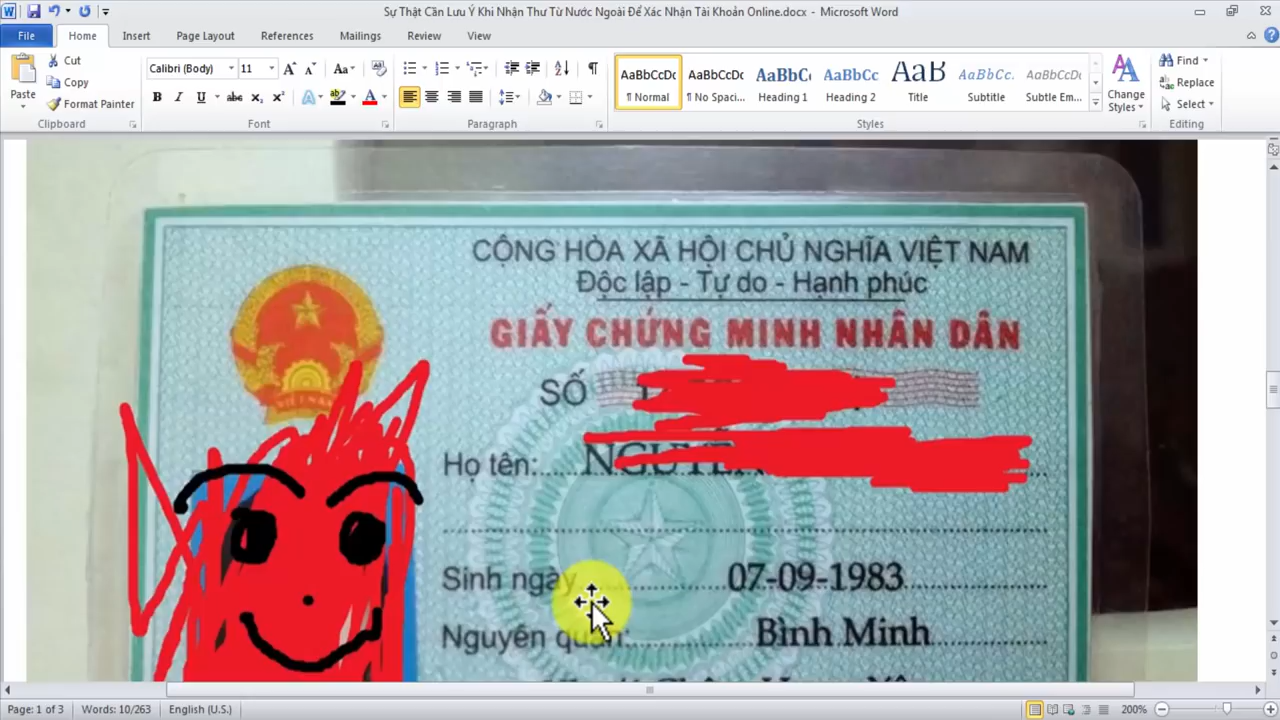 Sự Thật Cần Lưu Ý Khi Nhận Thư Từ Nước Ngoài Để Xác Nhận Tài Khoản Online.docx - Microsoft Word
File Home Insert Page Layout References Mailings Review View
Paste
Cut
Copy
Format Painter
Calibri (Body) 11
AaBbCcDc AaBbCcDc AaBbC AaBbCc AaB AaBbCc. AaBbCcDc
¶ Normal ¶ No Spaci... Heading 1 Heading 2 Title Subtitle Subtle Em...
Change Styles
Find
Replace
Select
Clipboard Font Paragraph Styles Editing
CỘNG HÒA XÃ HỘI CHỦ NGHĨA VIỆT NAM
Độc lập - Tự do - Hạnh phúc
GIẤY CHỨNG MINH NHÂN DÂN
VIỆT NAM
SỐ
Họ tên:
Sinh ngày 07-09-1983
Nguyên quán: Bình Minh
Page: 1 of 3 Words: 10/263 English (U.S.) 200%